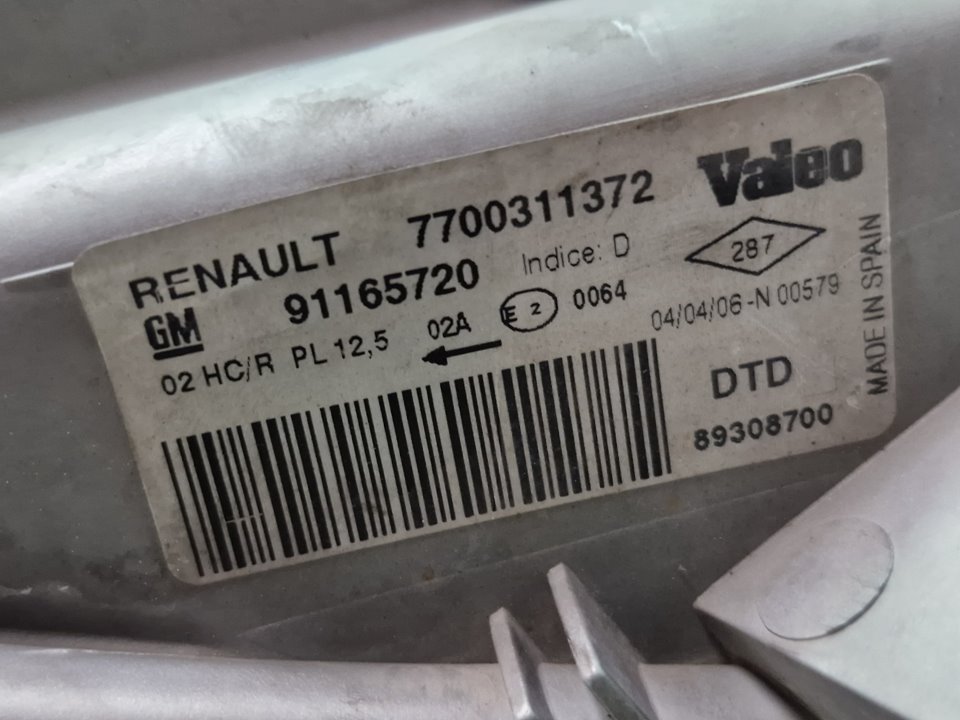 RENAULT 7700311372 Valeo
GM 91165720 Indice: D 287
02 HC/R PL 12,5 02A E 2 0064
04/04/06-N 00579
DTD
89308700
MADE IN SPAIN